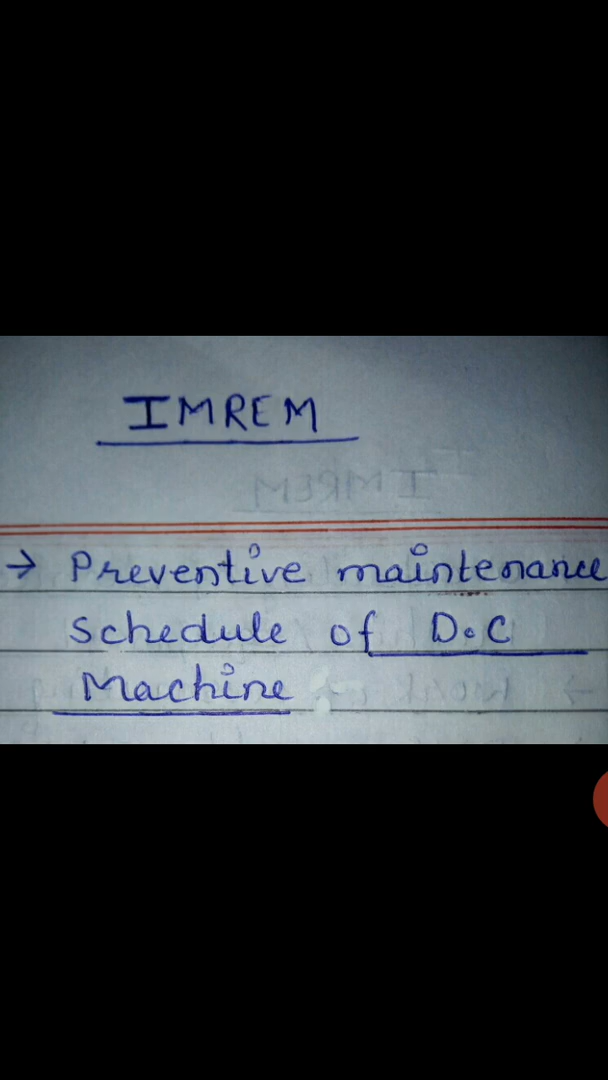 IMREM
→ Preventive maintenance
schedule of D.C
Machine